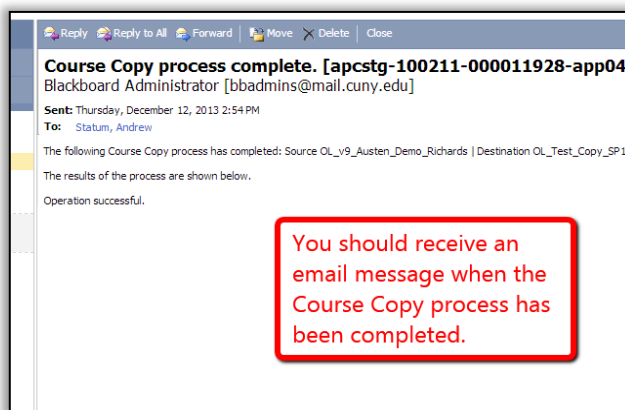 Reply Reply to All Forward Move Delete Close
Course Copy process complete. [apcstg-100211-000011928-app04
Blackboard Administrator [bbadmins@mail.cuny.edu]
Sent: Thursday, December 12, 2013 2:54 PM
To: Statum, Andrew
The following Course Copy process has completed: Source OL_v9_Austen_Demo_Richards | Destination OL_Test_Copy_SP1
The results of the process are shown below.
Operation successful.
You should receive an
email message when the
Course Copy process has
been completed.